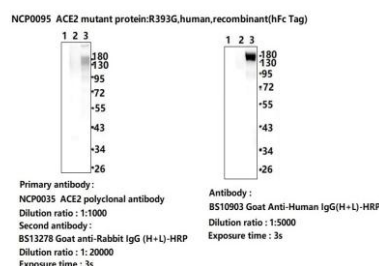 NCP0095 ACE2 mutant protein:R393G,human,recombinant(hFc Tag)
1 2 3
180
130
95
72
55
43
34
26
Primary antibody :
NCP0035 ACE2 polyclonal antibody
Dilution ratio : 1:1000
Second antibody :
BS13278 Goat anti-Rabbit IgG (H+L)-HRP
Dilution ratio : 1: 20000
Exposure time : 3s
1 2 3
180
130
95
72
55
43
34
26
Antibody :
BS10903 Goat Anti-Human IgG(H+L)-HRP
Dilution ratio : 1:5000
Exposure time : 3s